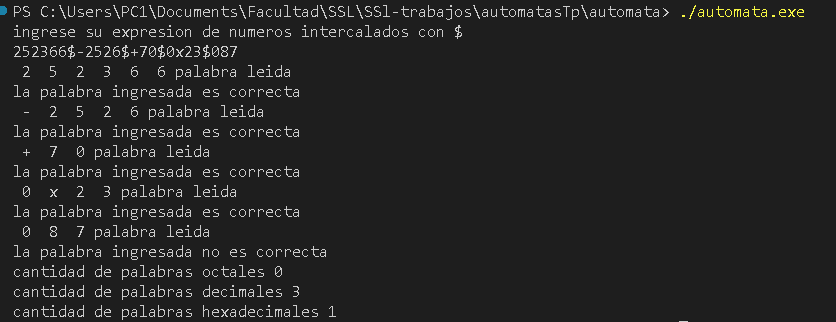 PS C:\Users\PC1\Documents\Facultad\SSL\SSl-trabajos\automatasTp\automata> ./automata.exe
ingrese su expresion de numeros intercalados con $
252366$-2526$+70$0x23$087
 2  5  2  3  6  6 palabra leida
la palabra ingresada es correcta
 -  2  5  2  6 palabra leida
la palabra ingresada es correcta
 +  7  0 palabra leida
la palabra ingresada es correcta
 0  x  2  3 palabra leida
la palabra ingresada es correcta
 0  8  7 palabra leida
la palabra ingresada no es correcta
cantidad de palabras octales 0
cantidad de palabras decimales 3
cantidad de palabras hexadecimales 1